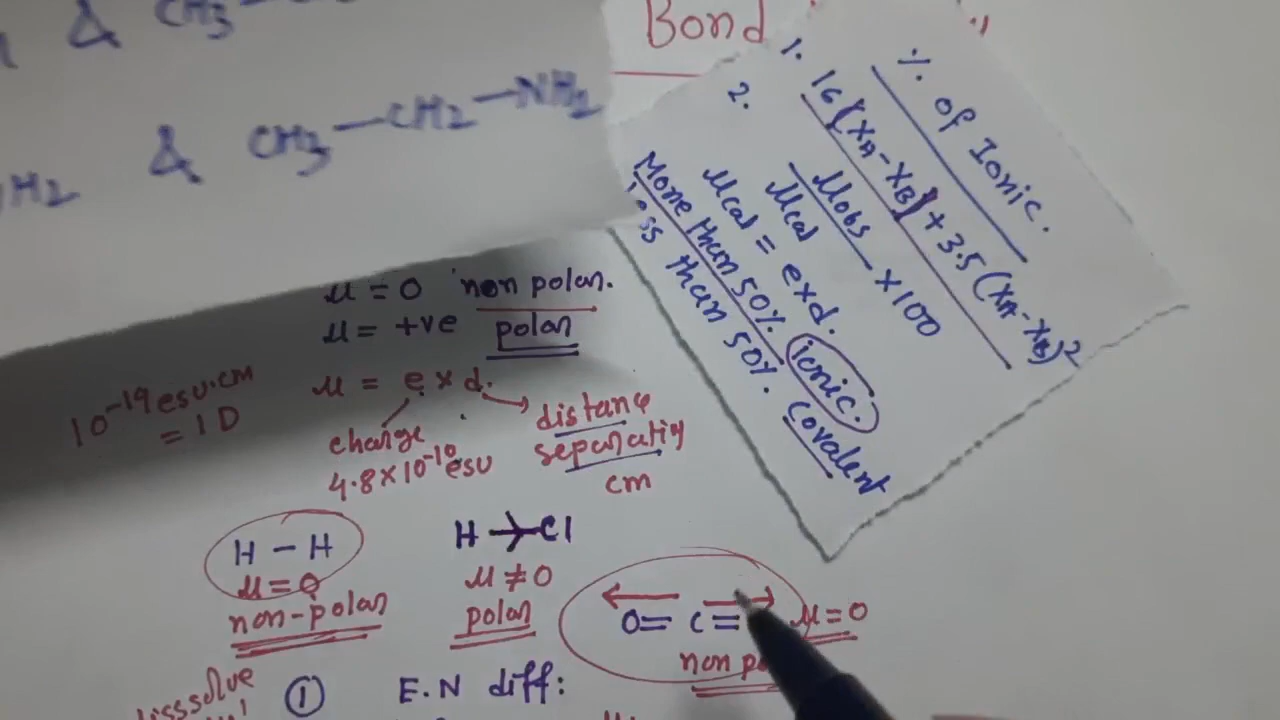 & CH3
& CH3—CH2—NH2
H2
Bond
% of Ionic.
1. 16(XA-XB)+3.5(XA-XB)²
2. μobs/μcal × 100
μcal = exd.
More than 50%. ionic.
less than 50%. covalent
μ = 0 non polar.
μ = +ve polar
μ = e x d.
10⁻¹⁹ esu.cm
= 1D
charge
4.8×10⁻¹⁰ esu
distance
separating
cm
H – H
μ=0
non-polar
H → Cl
μ ≠ 0
polar
O= C=
μ=0
non po
disssolve
① E.N diff: